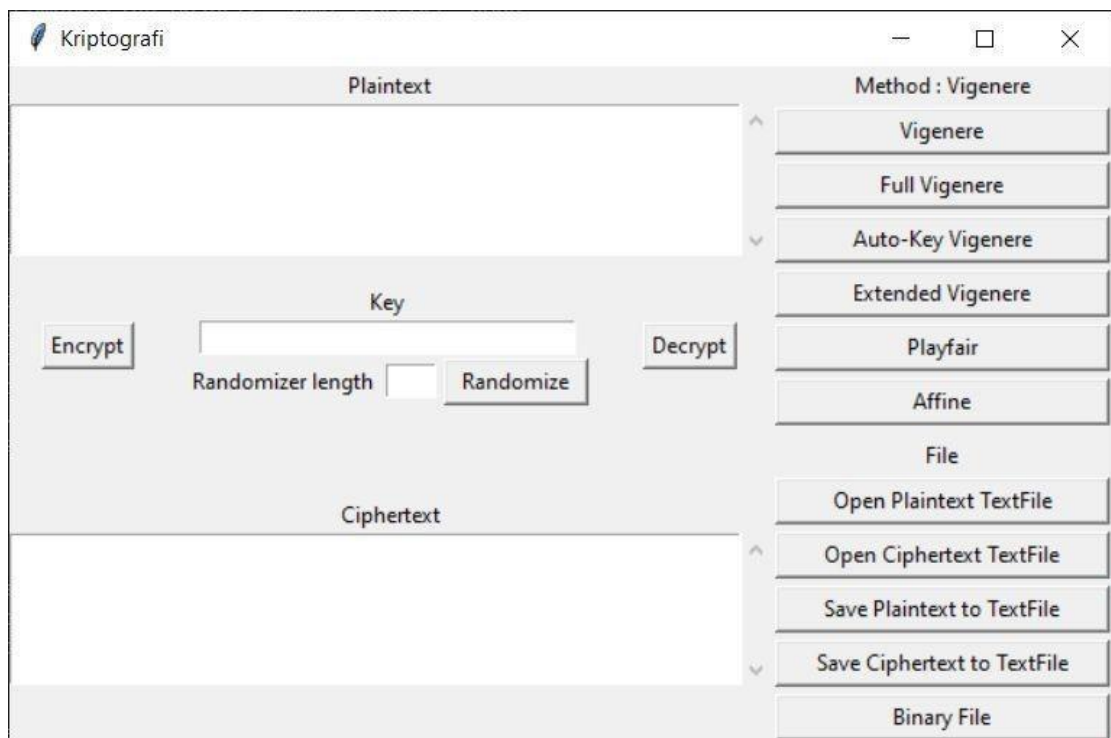 Kriptografi
Plaintext
Method : Vigenere
Vigenere
Full Vigenere
Auto-Key Vigenere
Extended Vigenere
Key
Encrypt
Decrypt
Playfair
Randomizer length
Randomize
Affine
File
Open Plaintext TextFile
Ciphertext
Open Ciphertext TextFile
Save Plaintext to TextFile
Save Ciphertext to TextFile
Binary File